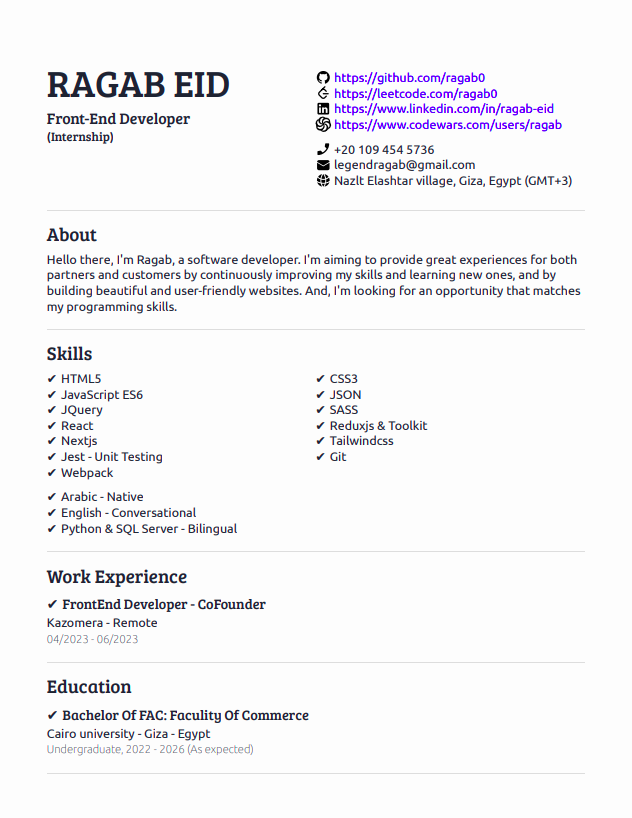 RAGAB EID
Front-End Developer
(Internship)
https://github.com/ragab0
https://leetcode.com/ragab0
https://www.linkedin.com/in/ragab-eid
https://www.codewars.com/users/ragab
+20 109 454 5736
legendragab@gmail.com
Nazlt Elashtar village, Giza, Egypt (GMT+3)
About
Hello there, I'm Ragab, a software developer. I'm aiming to provide great experiences for both
partners and customers by continuously improving my skills and learning new ones, and by
building beautiful and user-friendly websites. And, I'm looking for an opportunity that matches
my programming skills.
Skills
✔ HTML5
✔ JavaScript ES6
✔ JQuery
✔ React
✔ Nextjs
✔ Jest - Unit Testing
✔ Webpack
✔ CSS3
✔ JSON
✔ SASS
✔ Reduxjs & Toolkit
✔ Tailwindcss
✔ Git
✔ Arabic - Native
✔ English - Conversational
✔ Python & SQL Server - Bilingual
Work Experience
✔ FrontEnd Developer - CoFounder
Kazomera - Remote
04/2023 - 06/2023
Education
✔ Bachelor Of FAC: Faculity Of Commerce
Cairo university - Giza - Egypt
Undergraduate, 2022 - 2026 (As expected)